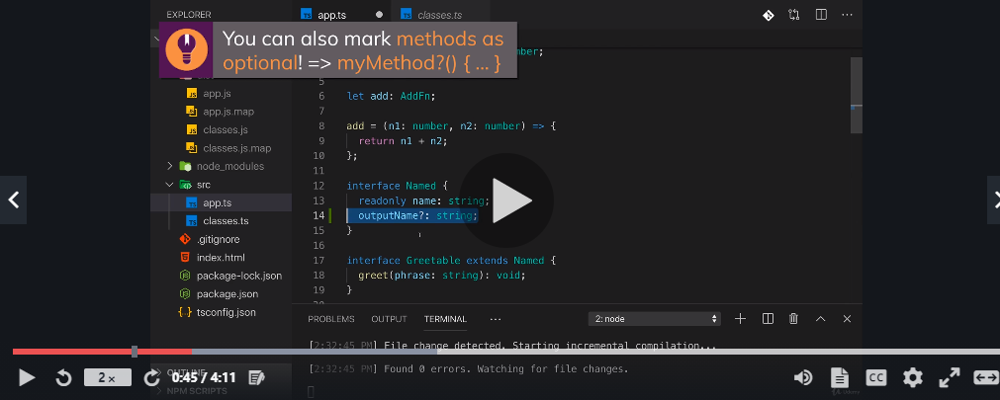 EXPLORER
app.ts
classes.ts
You can also mark methods as
optional! => myMethod?() { ... }
mber;
5
6 let add: AddFn;
7
8 add = (n1: number, n2: number) => {
9 return n1 + n2;
10 };
11
12 interface Named {
13 readonly name: string;
14 outputName?: string;
15 }
16
17 interface Greetable extends Named {
18 greet(phrase: string): void;
19 }
app.js
app.js.map
classes.js
classes.js.map
node_modules
src
app.ts
classes.ts
.gitignore
index.html
package-lock.json
package.json
tsconfig.json
OUTLINE
NPM SCRIPTS
PROBLEMS OUTPUT TERMINAL ... 2: node
[2:32:45 PM] File change detected. Starting incremental compilation...
[2:32:45 PM] Found 0 errors. Watching for file changes.
2 x
0:45 / 4:11
CC